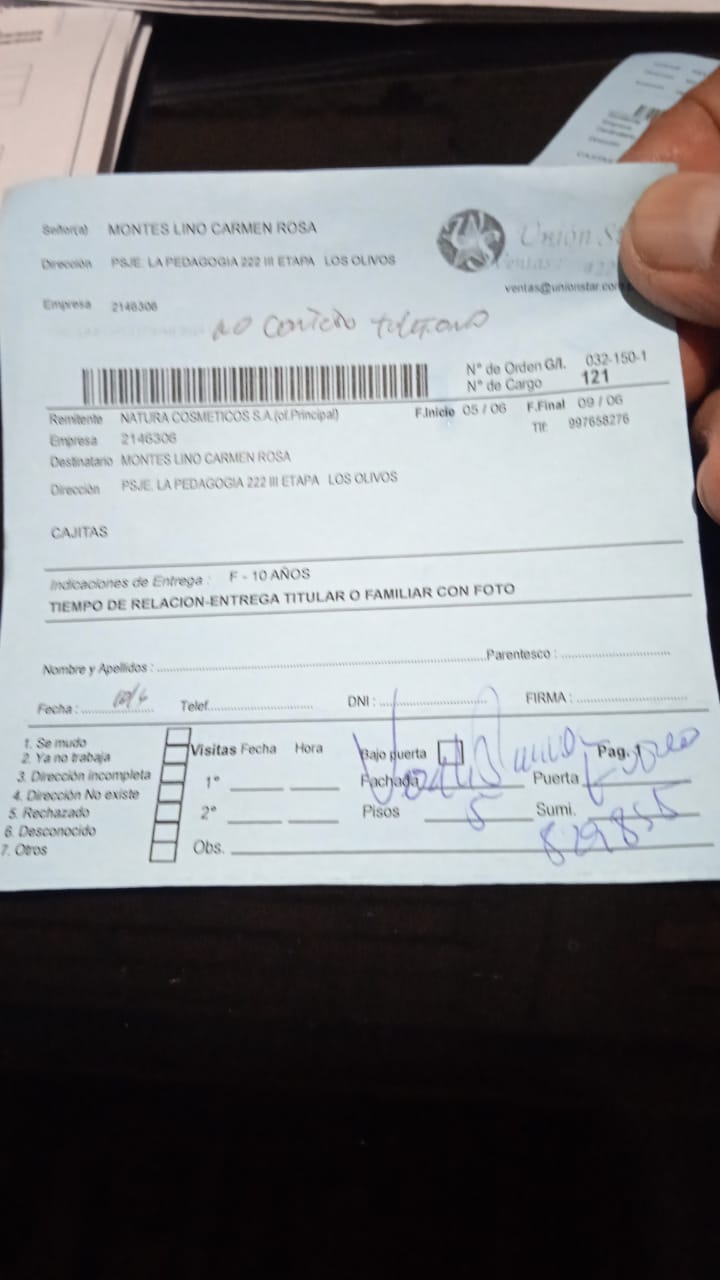 Señor(a) MONTES LINO CARMEN ROSA
Dirección PSJE. LA PEDAGOGIA 222 III ETAPA LOS OLIVOS
Empresa 2146306
Unión St
Ventas:
ventas@unionstar.com
NO contesto telefono
N° de Orden G/I. 032-150-1
N° de Cargo 121
Remitente NATURA COSMETICOS S.A.(of.Principal) F.Inicio 05 / 06 F.Final 09 / 06
Empresa 2146306 Tlf: 997658276
Destinatario MONTES LINO CARMEN ROSA
Dirección PSJE. LA PEDAGOGIA 222 III ETAPA LOS OLIVOS
CAJITAS
Indicaciones de Entrega : F - 10 AÑOS
TIEMPO DE RELACION-ENTREGA TITULAR O FAMILIAR CON FOTO
Nombre y Apellidos : Parentesco :
Fecha : Telef. DNI : FIRMA :
1. Se mudo
2. Ya no trabaja
3. Dirección incompleta
4. Dirección No existe
5. Rechazado
6. Desconocido
7. Otros
Visitas Fecha Hora
1°
2°
Obs.
Bajo puerta Pag. 1
Fachada Puerta
Pisos 5 Sumi. 829855